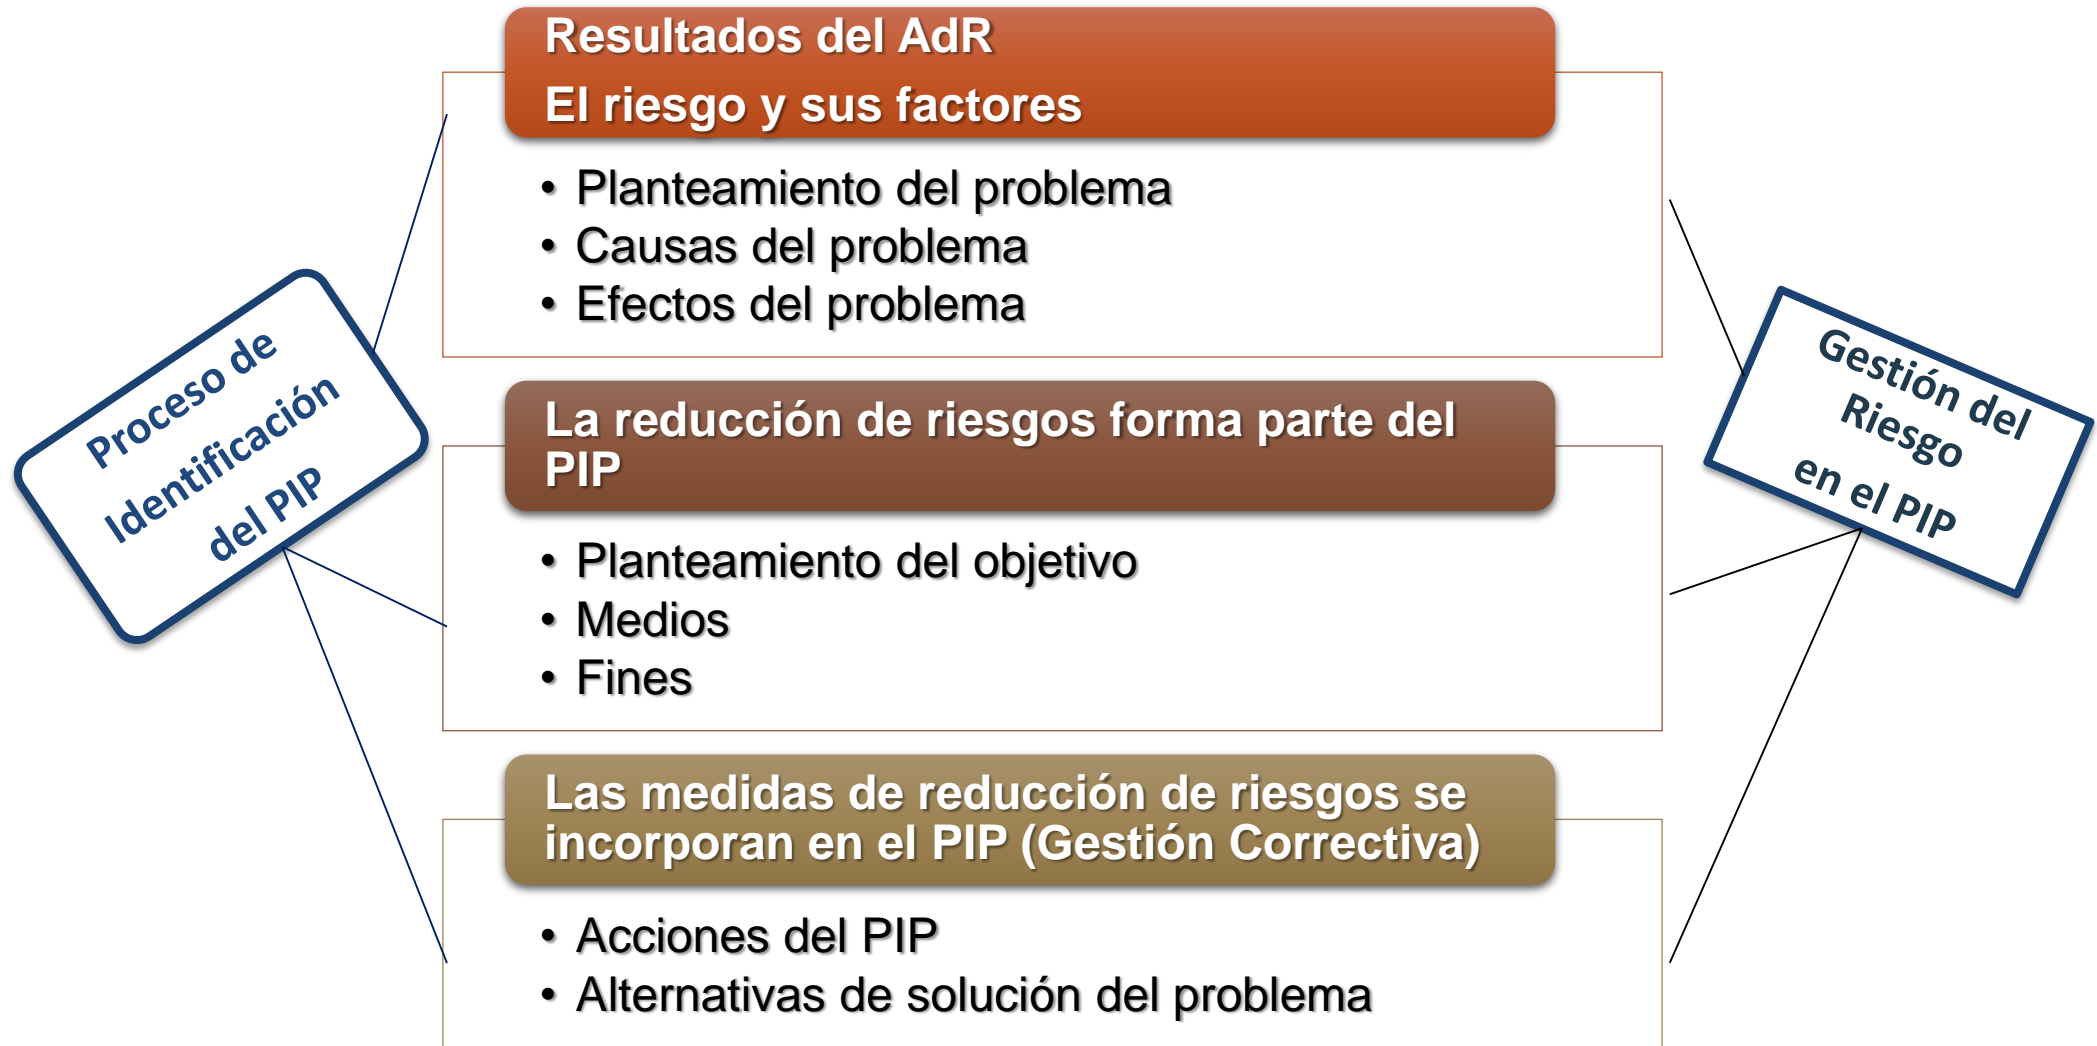 Resultados del AdR
El riesgo y sus factores
• Planteamiento del problema
• Causas del problema
• Efectos del problema
Proceso de
Identificación
del PIP
Gestión del
Riesgo
en el PIP
La reducción de riesgos forma parte del
PIP
• Planteamiento del objetivo
• Medios
• Fines
Las medidas de reducción de riesgos se
incorporan en el PIP (Gestión Correctiva)
• Acciones del PIP
• Alternativas de solución del problema